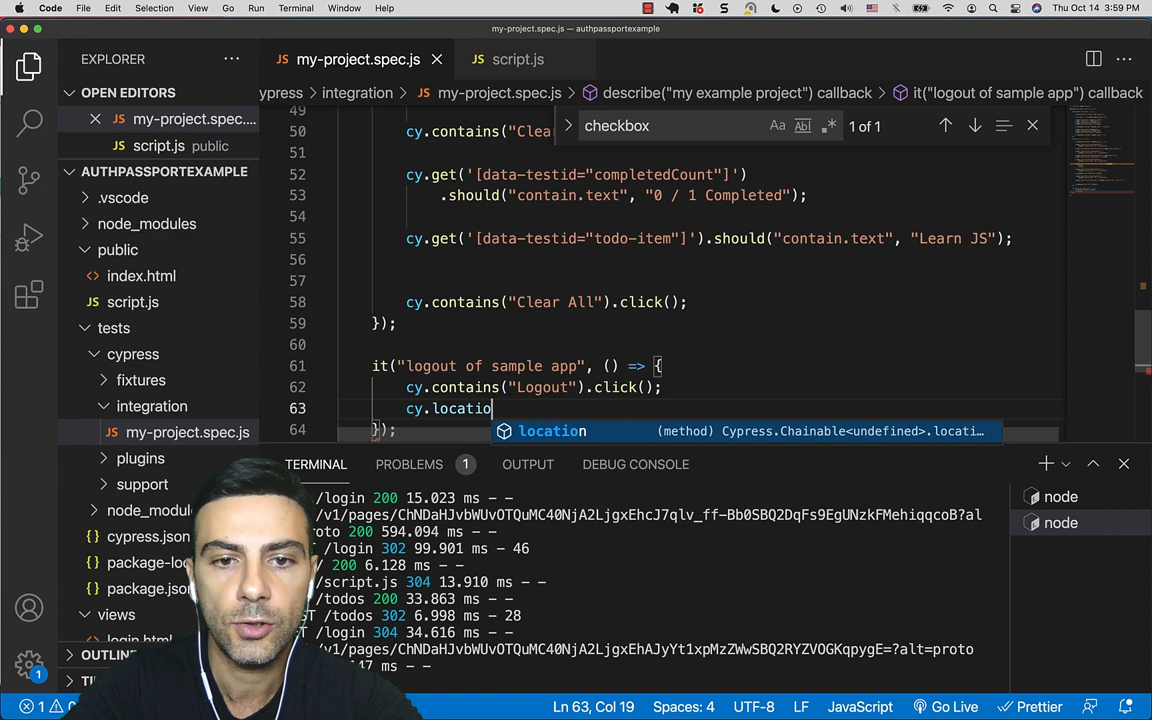 Code File Edit Selection View Go Run Terminal Window Help Thu Oct 14 3:59 PM
my-project.spec.js — authpassportexample
EXPLORER ···
JS my-project.spec.js ×
JS script.js
OPEN EDITORS
cypress > integration > JS my-project.spec.js > describe("my example project") callback > it("logout of sample app") callback
× JS my-project.spec....
JS script.js public
checkbox Aa Abl 1 of 1
AUTHPASSPORTEXAMPLE
.vscode
node_modules
public
index.html
JS script.js
tests
cypress
fixtures
integration
JS my-project.spec.js
plugins
support
node_modul
cypress.json
package-lo
package.json
views
login.html
OUTLIN
TI
49
50 cy.contains("Clea
51
52 cy.get('[data-testid="completedCount"]')
53 .should("contain.text", "0 / 1 Completed");
54
55 cy.get('[data-testid="todo-item"]').should("contain.text", "Learn JS");
56
57
58 cy.contains("Clear All").click();
59 });
60
61 it("logout of sample app", () => {
62 cy.contains("Logout").click();
63 cy.locatio
64 });
location (method) Cypress.Chainable<undefined>.locati…
TERMINAL PROBLEMS 1 OUTPUT DEBUG CONSOLE
/login 200 15.023 ms - -
/v1/pages/ChNDaHJvbWUvOTQuMC40NjA2LjgxEhcJ7qlv_ff-Bb0SBQ2DqFs9EgUNzkFMehiqqcoB?al
roto 200 594.094 ms - -
T /login 302 99.901 ms - 46
/ 200 6.128 ms - -
/script.js 304 13.910 ms - -
/todos 200 33.863 ms - -
ST /todos 302 6.998 ms - 28
T /login 304 34.616 ms - -
/v1/pages/ChNDaHJvbWUvOTQuMC40NjA2LjgxEhAJyYt1xpMzZWwSBQ2RYZVOGKqpygE=?alt=proto
47 ms - -
node
node
1
1 Ln 63, Col 19 Spaces: 4 UTF-8 LF JavaScript Go Live Prettier